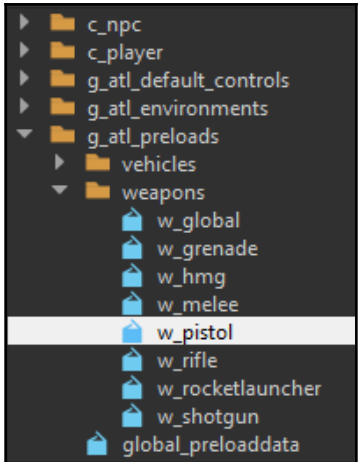 c_npc
c_player
g_atl_default_controls
g_atl_environments
g_atl_preloads
vehicles
weapons
w_global
w_grenade
w_hmg
w_melee
w_pistol
w_rifle
w_rocketlauncher
w_shotgun
global_preloaddata